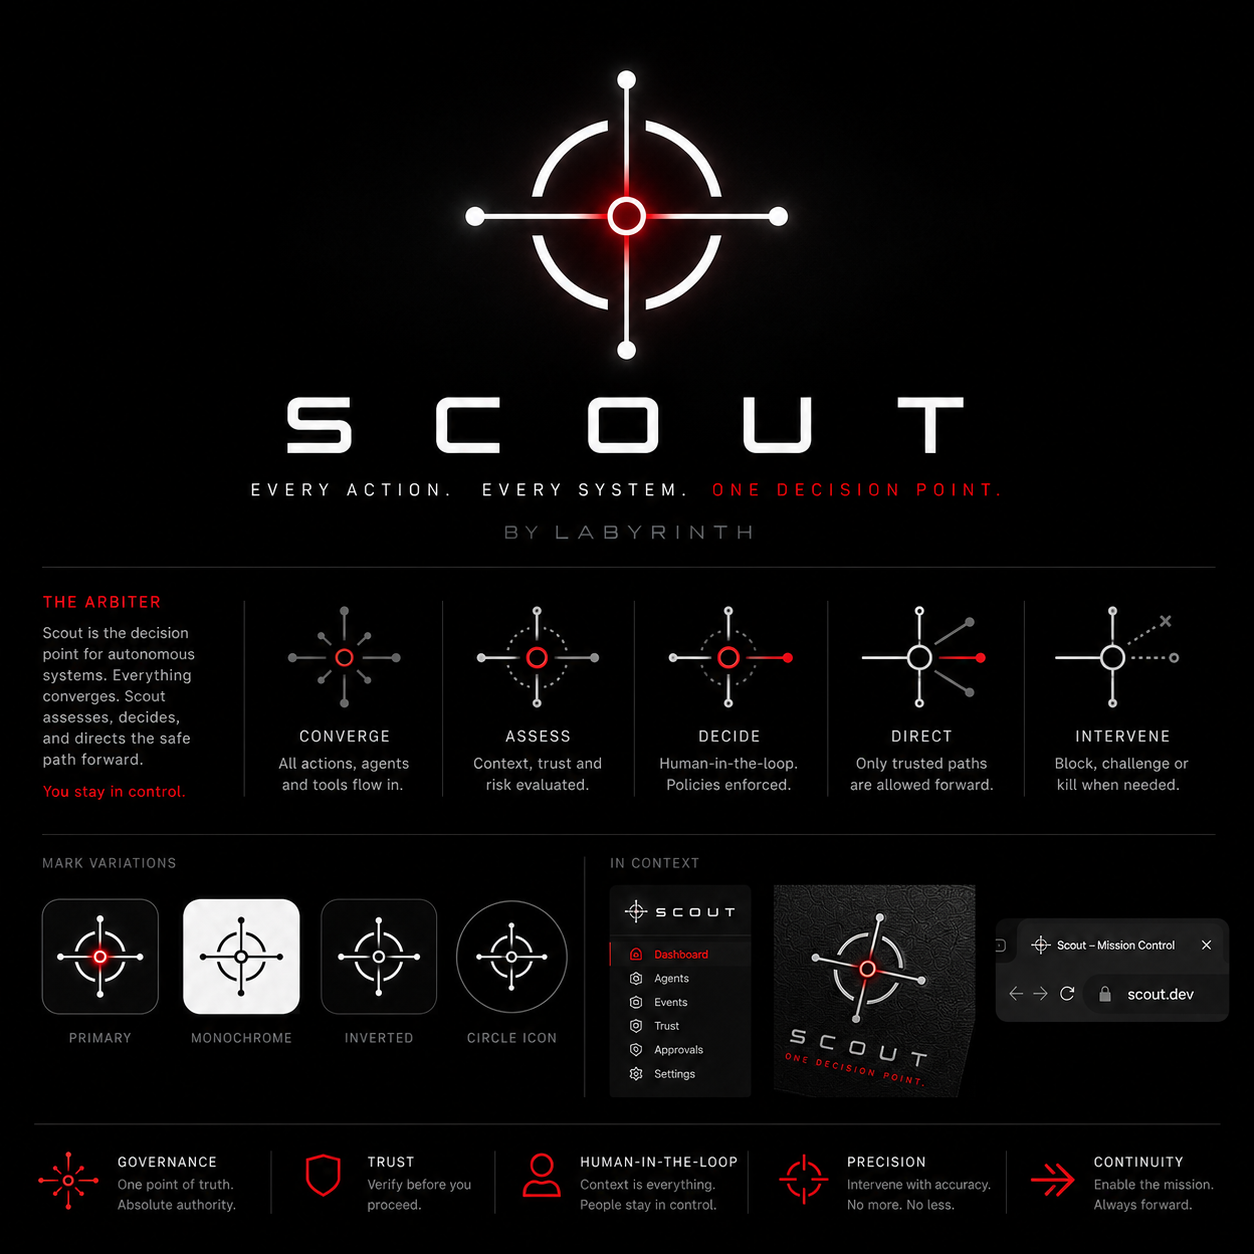 SCOUT
EVERY ACTION. EVERY SYSTEM. ONE DECISION POINT.
BY LABYRINTH
THE ARBITER
Scout is the decision
point for autonomous
systems. Everything
converges. Scout
assesses, decides,
and directs the safe
path forward.
You stay in control.
CONVERGE
All actions, agents
and tools flow in.
ASSESS
Context, trust and
risk evaluated.
DECIDE
Human-in-the-loop.
Policies enforced.
DIRECT
Only trusted paths
are allowed forward.
INTERVENE
Block, challenge or
kill when needed.
MARK VARIATIONS
PRIMARY
MONOCHROME
INVERTED
CIRCLE ICON
IN CONTEXT
SCOUT
Dashboard
Agents
Events
Trust
Approvals
Settings
SCOUT
ONE DECISION POINT.
Scout – Mission Control
scout.dev
GOVERNANCE
One point of truth.
Absolute authority.
TRUST
Verify before you
proceed.
HUMAN-IN-THE-LOOP
Context is everything.
People stay in control.
PRECISION
Intervene with accuracy.
No more. No less.
CONTINUITY
Enable the mission.
Always forward.